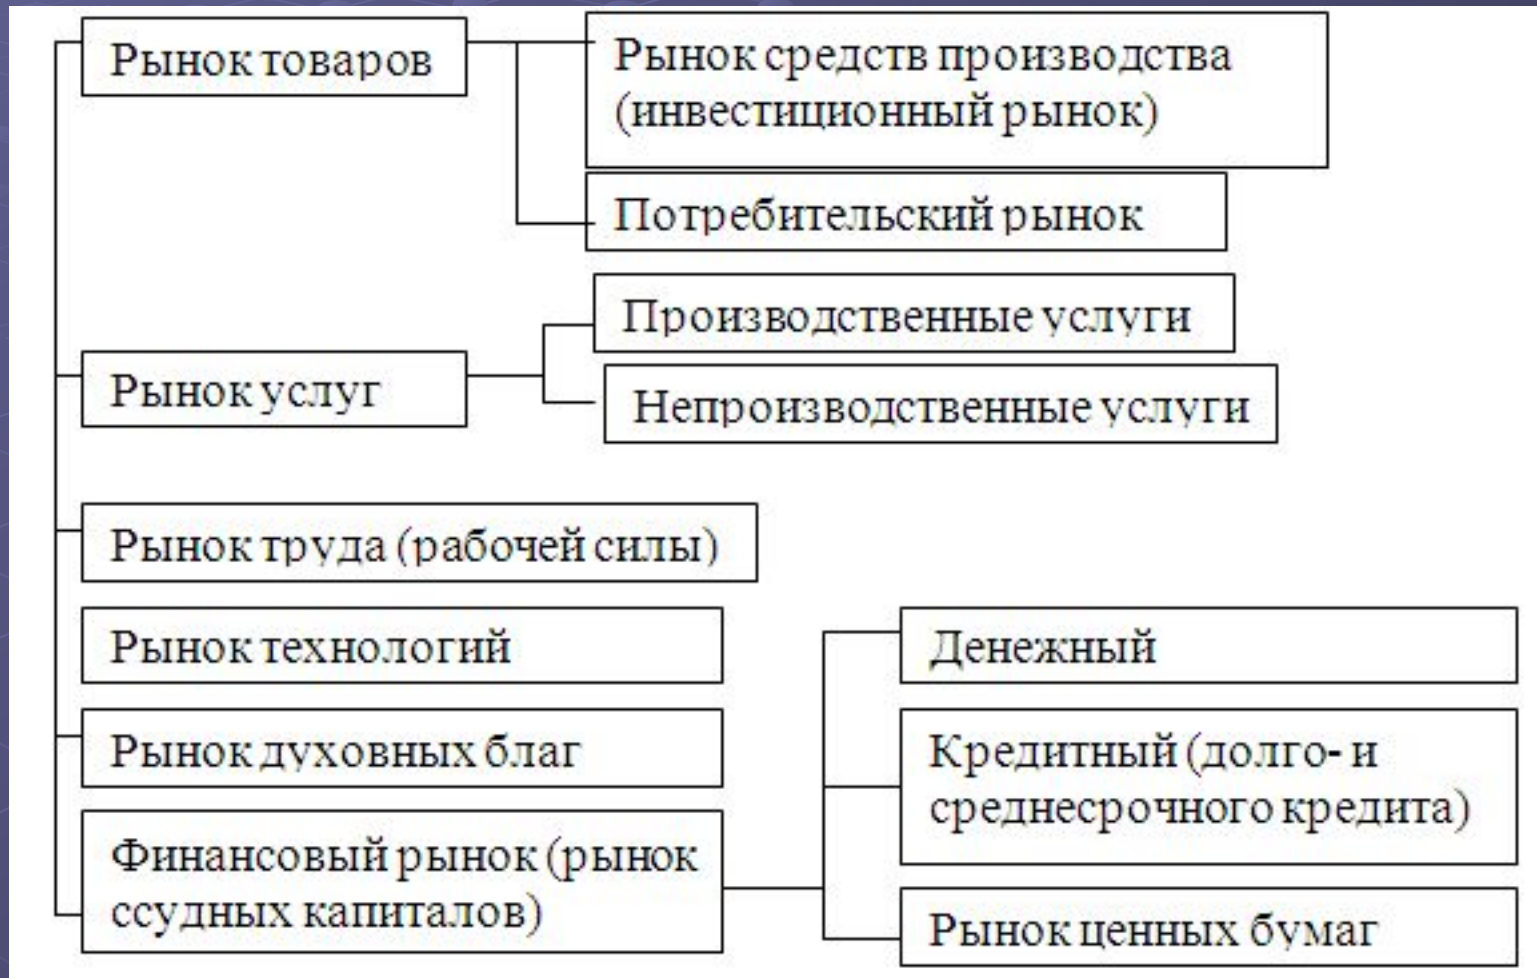 Рынок товаров
Рынок средств производства
(инвестиционный рынок)
Потребительский рынок
Производственные услуги
Рынок услуг
Непроизводственные услуги
Рынок труда (рабочей силы)
Рынок технологий
Денежный
Рынок духовных благ
Кредитный (долго- и
среднесрочного кредита)
Финансовый рынок (рынок
ссудных капиталов)
Рынок ценных бумаг